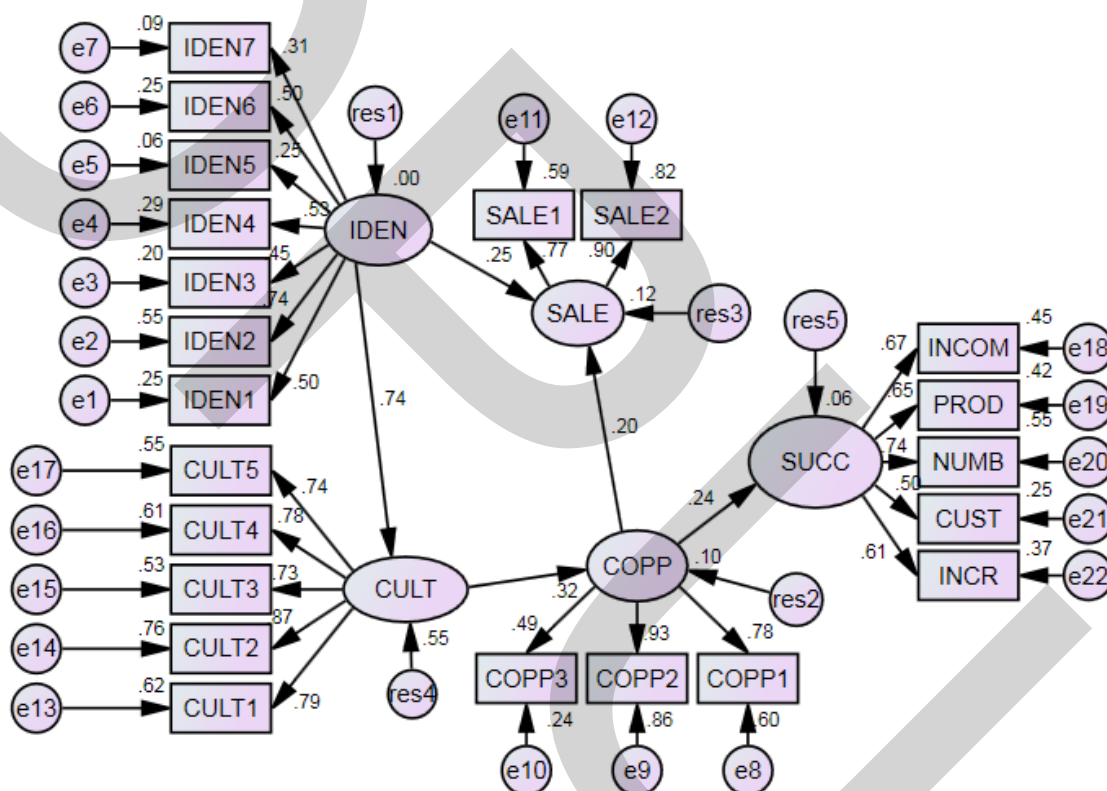 .09
e7 IDEN7 .31
.25
e6 IDEN6 .50
.06
e5 IDEN5 .25
.29
e4 IDEN4 .53
.20
e3 IDEN3 .45
.55
e2 IDEN2 .74
.25
e1 IDEN1 .50
res1
.00
IDEN
e11 e12
.59 .82
SALE1 SALE2
.25 .77 .90
SALE .12 res3
.74
.20
res5
.06
SUCC
.24
.67 INCOM .45 e18
.65 PROD .42 e19
.74 NUMB .55 e20
.50 CUST .25 e21
.61 INCR .37 e22
.55
e17 CULT5 .74
.61
e16 CULT4 .78
.53
e15 CULT3 .73
.76
e14 CULT2 .87
.62
e13 CULT1 .79
CULT
.55
res4
.32
COPP .10
res2
.49 .93 .78
COPP3 COPP2 COPP1
.24 .86 .60
e10 e9 e8